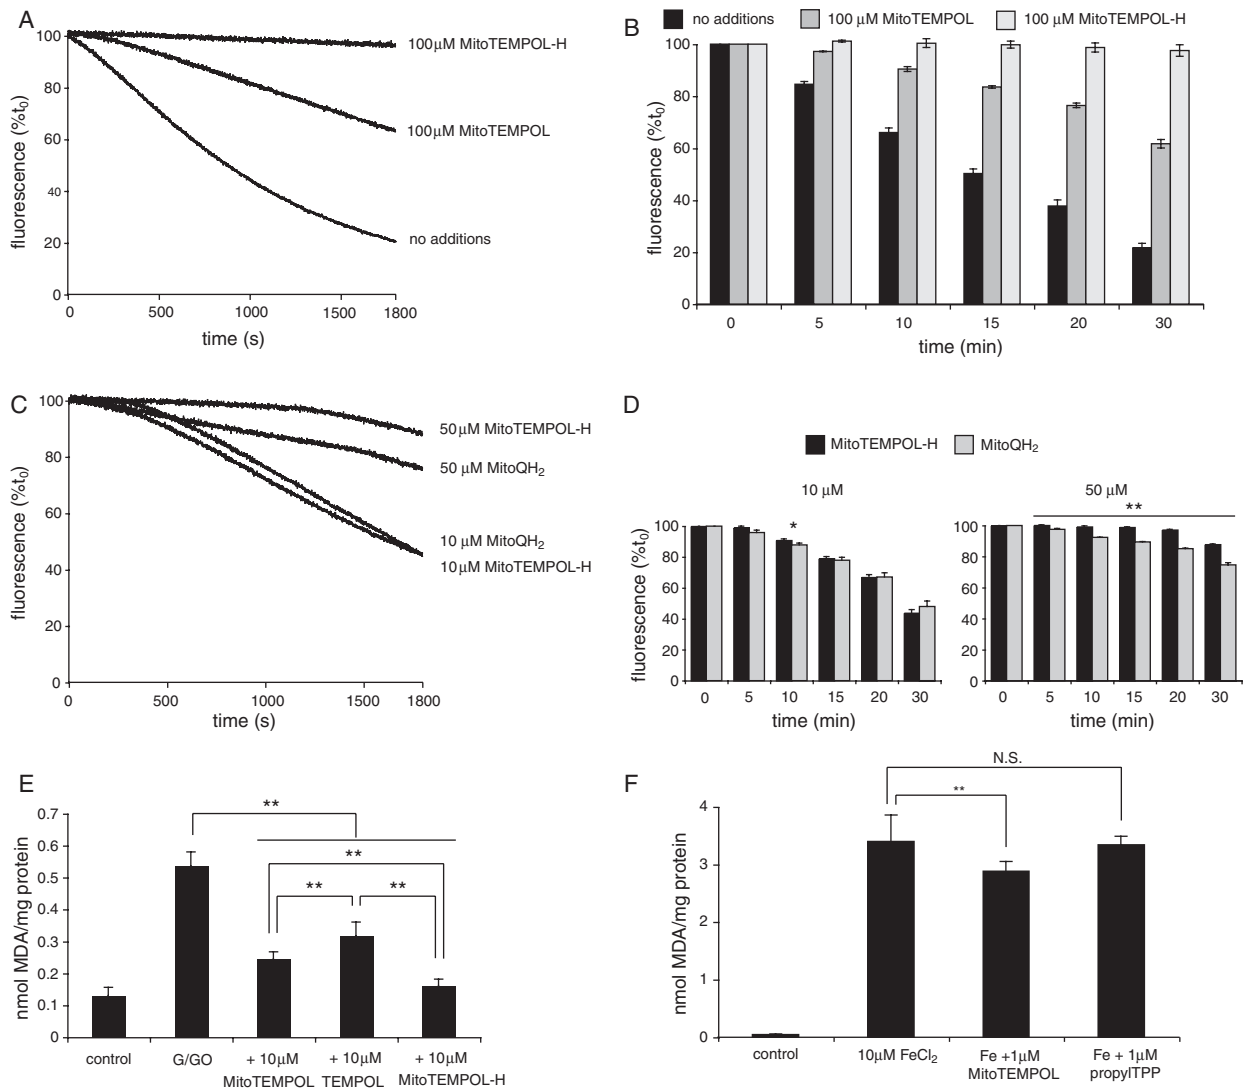 A
100
80
60
40
20
0
fluorescence (%t0)
100μM MitoTEMPOL-H
100μM MitoTEMPOL
no additions
0 500 1000 1500 1800
time (s)
B
no additions 100 μM MitoTEMPOL 100 μM MitoTEMPOL-H
100
80
60
40
20
0
fluorescence (%t0)
0 5 10 15 20 30
time (min)
C
100
80
60
40
20
0
fluorescence (%t0)
50μM MitoTEMPOL-H
50 μM MitoQH2
10 μM MitoQH2
10μM MitoTEMPOL-H
0 500 1000 1500 1800
time (s)
D
MitoTEMPOL-H MitoQH2
10 μM
*
100
80
60
40
20
0
fluorescence (%t0)
0 5 10 15 20 30
time (min)
50 μM
**
100
80
60
40
20
0
0 5 10 15 20 30
time (min)
E
0.7
0.6
0.5
0.4
0.3
0.2
0.1
0
nmol MDA/mg protein
**
**
** **
control
G/GO
+ 10μM
MitoTEMPOL
+ 10μM
TEMPOL
+ 10μM
MitoTEMPOL-H
F
4
3
2
1
0
nmol MDA/mg protein
N.S.
**
control
10μM FeCl2
Fe +1μM
MitoTEMPOL
Fe + 1μM
propylTPP